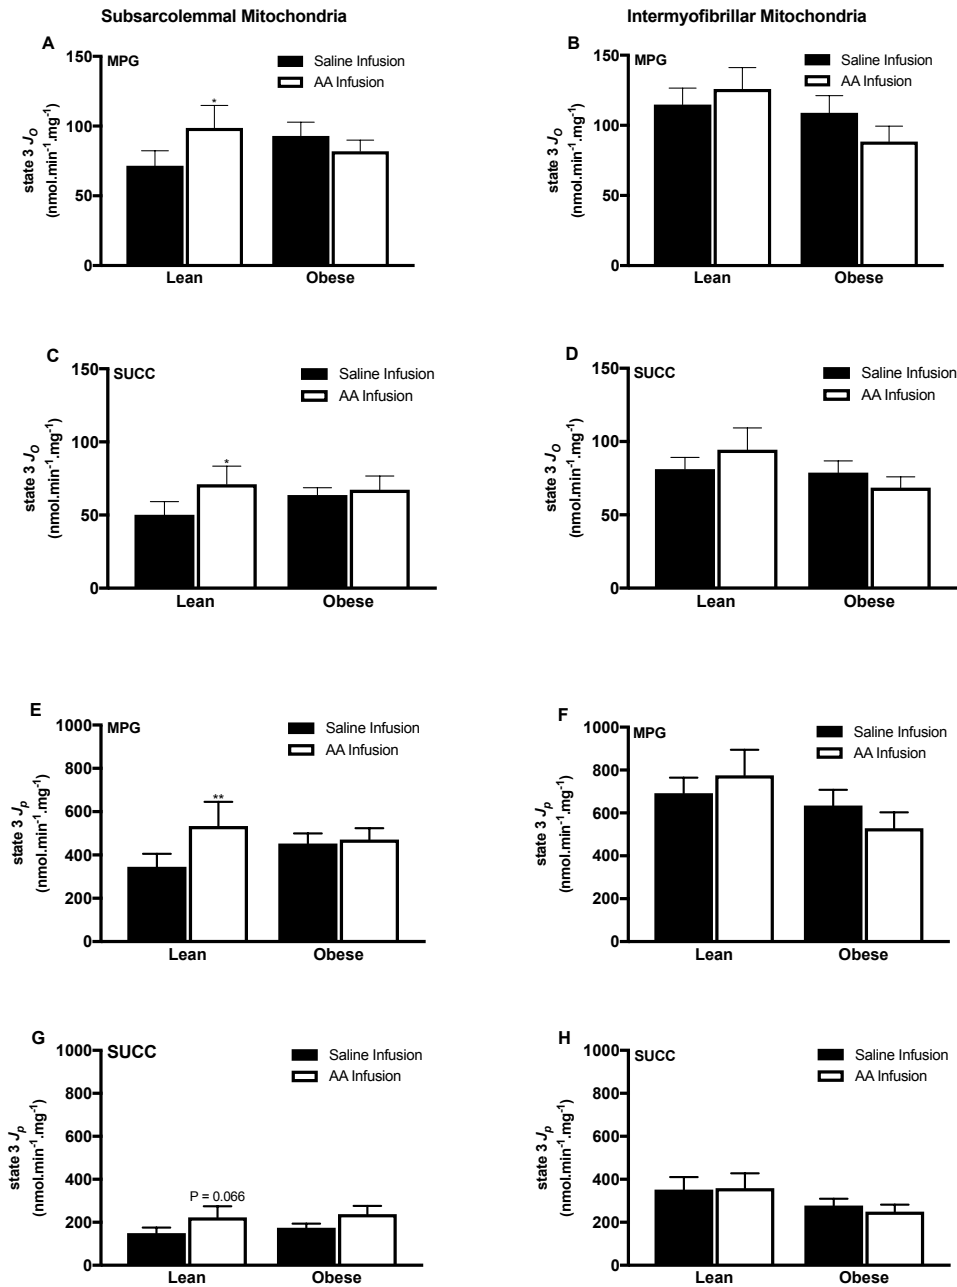 Subsarcolemmal Mitochondria
Intermyofibrillar Mitochondria
A
MPG
Saline Infusion
AA Infusion
150
100
50
0
state 3 JO
(nmol.min-1.mg-1)
*
Lean
Obese
B
MPG
Saline Infusion
AA Infusion
150
100
50
0
state 3 JO
(nmol.min-1.mg-1)
Lean
Obese
C
SUCC
Saline Infusion
AA Infusion
150
100
50
0
state 3 JO
(nmol.min-1.mg-1)
*
Lean
Obese
D
SUCC
Saline Infusion
AA Infusion
150
100
50
0
state 3 JO
(nmol.min-1.mg-1)
Lean
Obese
E
MPG
Saline Infusion
AA Infusion
1000
800
600
400
200
0
state 3 Jp
(nmol.min-1.mg-1)
**
Lean
Obese
F
MPG
Saline Infusion
AA Infusion
1000
800
600
400
200
0
state 3 Jp
(nmol.min-1.mg-1)
Lean
Obese
G
SUCC
Saline Infusion
AA Infusion
1000
800
600
400
200
0
state 3 Jp
(nmol.min-1.mg-1)
P = 0.066
Lean
Obese
H
SUCC
Saline Infusion
AA Infusion
1000
800
600
400
200
0
state 3 Jp
(nmol.min-1.mg-1)
Lean
Obese